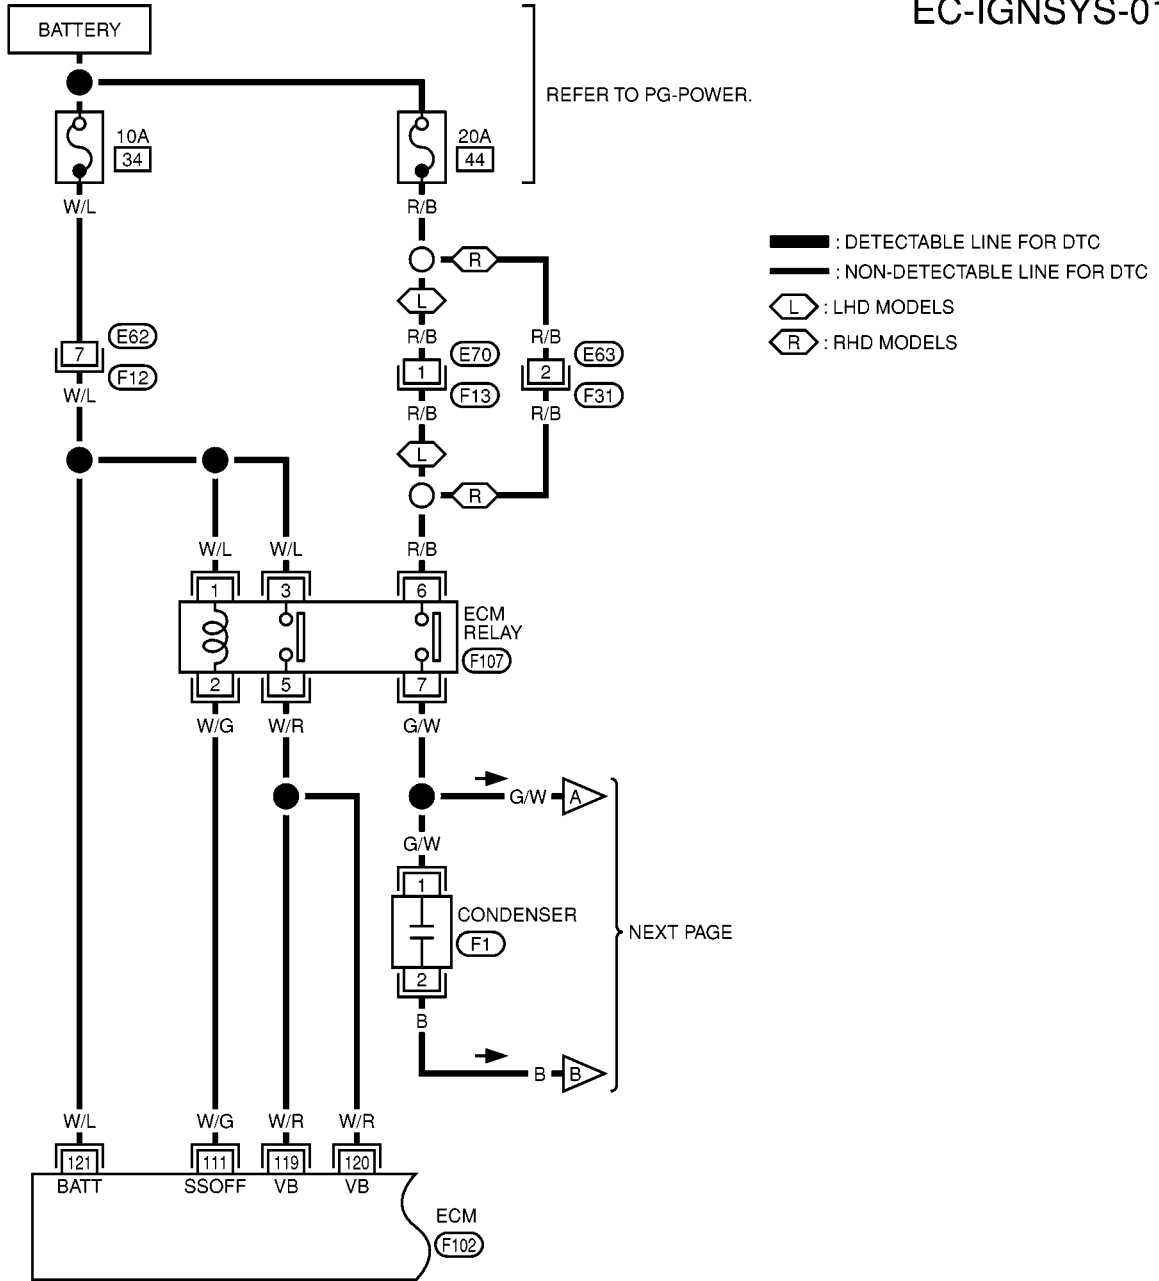 EC-IGNSYS-01
BATTERY
REFER TO PG-POWER.
10A
34
20A
44
W/L
R/B
: DETECTABLE LINE FOR DTC
: NON-DETECTABLE LINE FOR DTC
L : LHD MODELS
R : RHD MODELS
R
L
R/B
R/B
7
E62
F12
1
E70
F13
2
E63
F31
W/L
R/B
R/B
L
R
W/L
W/L
R/B
1
3
6
ECM
RELAY
F107
2
5
7
W/G
W/R
G/W
G/W
A
G/W
1
CONDENSER
F1
2
NEXT PAGE
B
B
B
W/L
W/G
W/R
W/R
121
111
119
120
BATT
SSOFF
VB
VB
ECM
F102